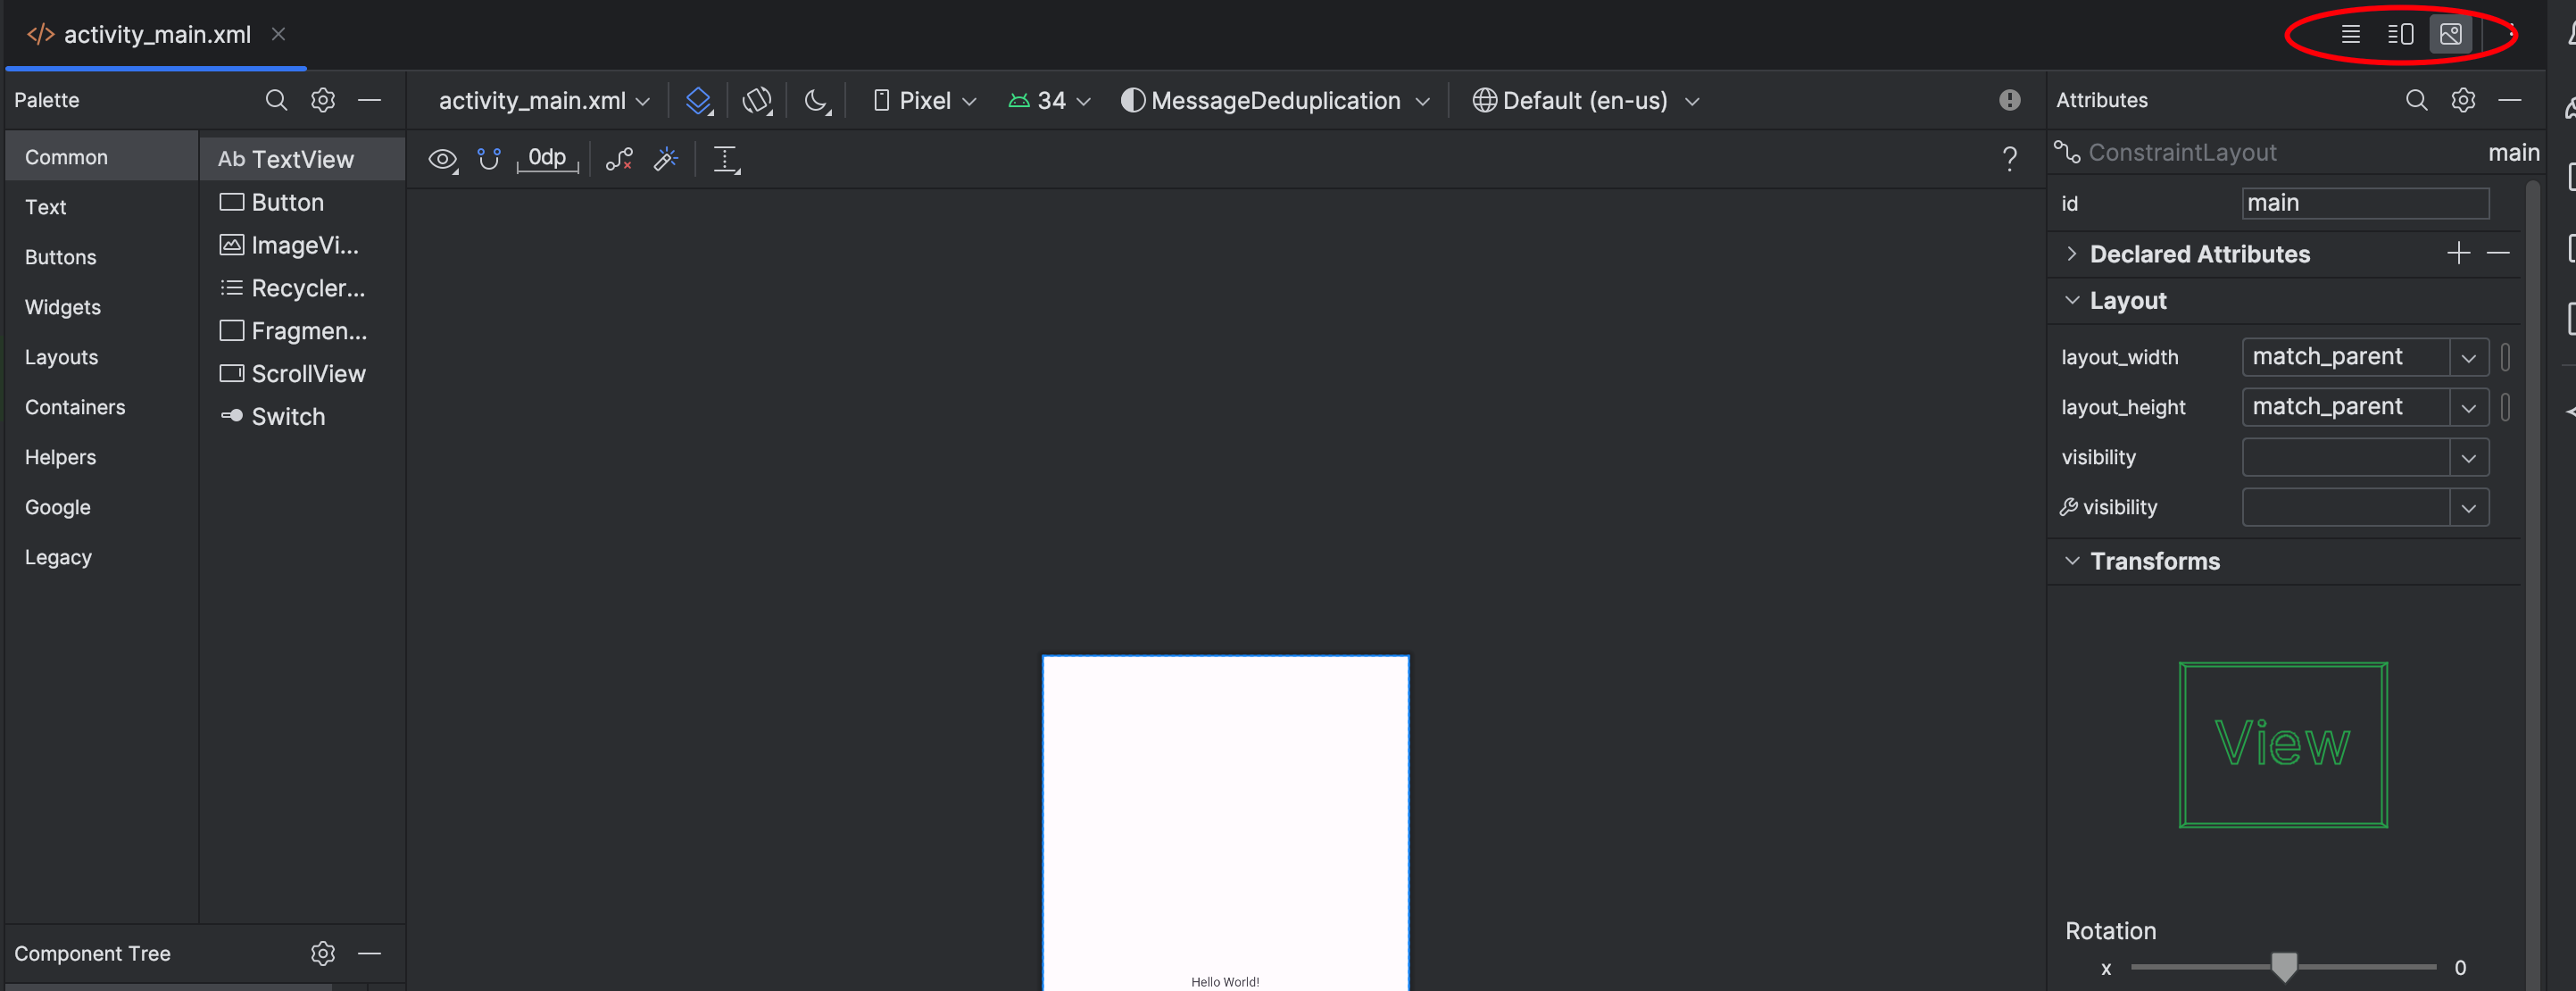 activity_main.xml
Palette
activity_main.xml
Pixel
34
MessageDeduplication
Default (en-us)
Attributes
Common
Text
Buttons
Widgets
Layouts
Containers
Helpers
Google
Legacy
Ab TextView
Button
ImageVi...
Recycler...
Fragmen...
ScrollView
Switch
0dp
?
ConstraintLayout
main
id
main
Declared Attributes
Layout
layout_width
match_parent
layout_height
match_parent
visibility
visibility
Transforms
View
Rotation
x
0
Component Tree
Hello World!